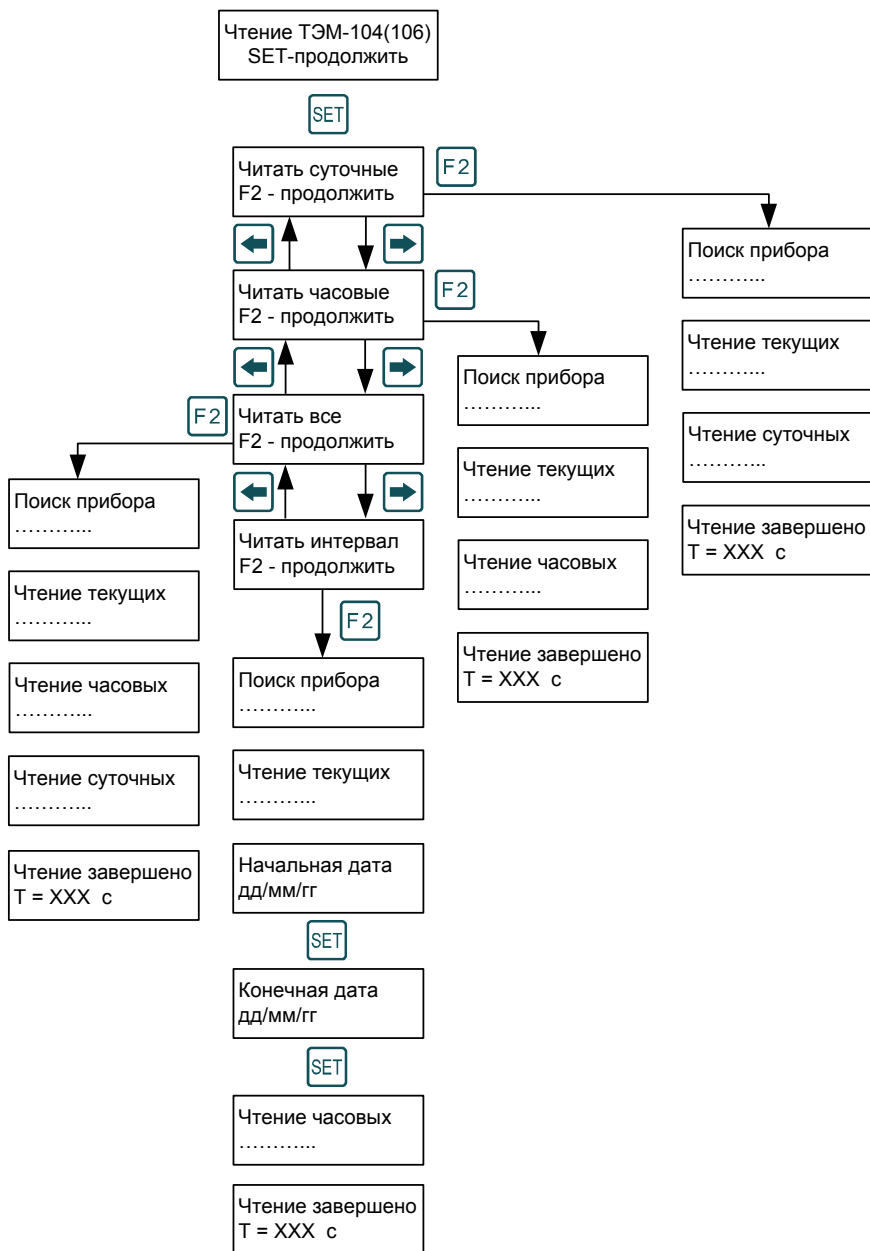 Чтение ТЭМ-104(106)
SET-продолжить
SET
Читать суточные
F2 - продолжить
F2
Читать часовые
F2 - продолжить
F2
Читать все
F2 - продолжить
F2
Читать интервал
F2 - продолжить
F2
Поиск прибора
…………...
Чтение текущих
…………...
Чтение часовых
…………...
Чтение суточных
…………...
Чтение завершено
T = XXX с
Поиск прибора
…………...
Чтение текущих
…………...
Начальная дата
дд/мм/гг
SET
Конечная дата
дд/мм/гг
SET
Чтение часовых
…………...
Чтение завершено
T = XXX с
Поиск прибора
…………...
Чтение текущих
…………...
Чтение часовых
…………...
Чтение завершено
T = XXX с
Поиск прибора
…………...
Чтение текущих
…………...
Чтение суточных
…………...
Чтение завершено
T = XXX с